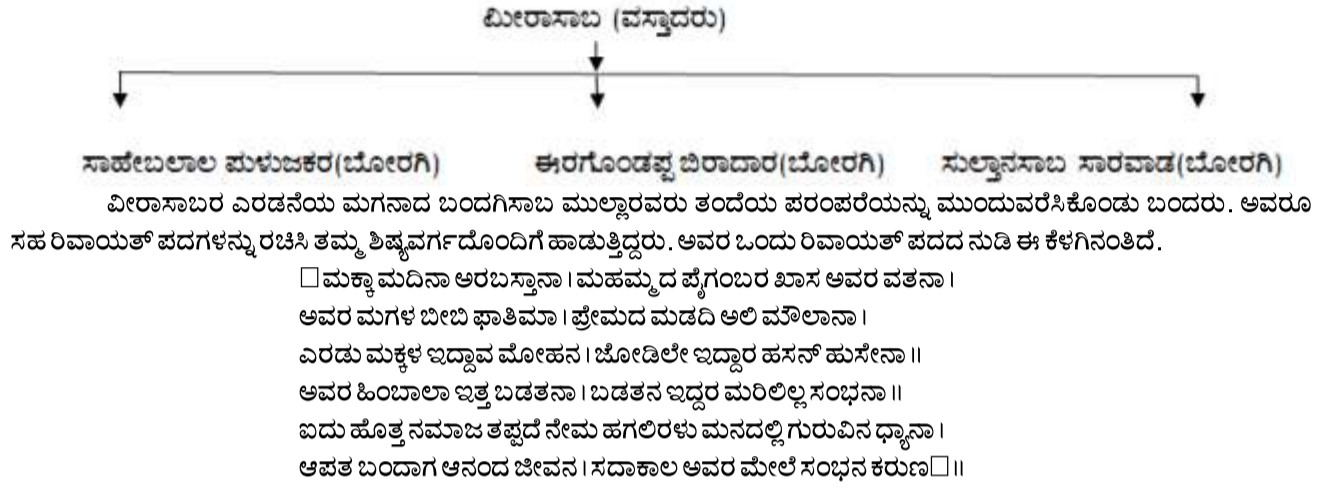 ಮೀರಾಸಾಬ (ವಸ್ತಾದರು)
ಸಾಹೇಬಲಾಲ ಪುಳುಜಕರ(ಬೋರಗಿ) ಈರಗೊಂಡಪ್ಪ ಬಿರಾದಾರ(ಬೋರಗಿ) ಸುಲ್ತಾನಸಾಬ ಸಾರವಾಡ(ಬೋರಗಿ)
ವೀರಾಸಾಬರ ಎರಡನೆಯ ಮಗನಾದ ಬಂದಗಿಸಾಬ ಮುಲ್ಲಾರವರು ತಂದೆಯ ಪರಂಪರೆಯನ್ನು ಮುಂದುವರೆಸಿಕೊಂಡು ಬಂದರು. ಅವರೂ
ಸಹ ರಿವಾಯತ್ ಪದಗಳನ್ನು ರಚಿಸಿ ತಮ್ಮ ಶಿಷ್ಯವರ್ಗದೊಂದಿಗೆ ಹಾಡುತ್ತಿದ್ದರು. ಅವರ ಒಂದು ರಿವಾಯತ್ ಪದದ ನುಡಿ ಈ ಕೆಳಗಿನಂತಿದೆ.
□ಮಕ್ಕಾ ಮದಿನಾ ಅರಬಸ್ತಾನಾ। ಮಹಮ್ಮದ ಪೈಗಂಬರ ಖಾಸ ಅವರ ವತನಾ।
ಅವರ ಮಗಳ ಬೀಬಿ ಫಾತಿಮಾ। ಪ್ರೇಮದ ಮಡದಿ ಅಲಿ ಮೌಲಾನಾ।
ಎರಡು ಮಕ್ಕಳ ಇದ್ದಾವ ಮೋಹನ। ಜೋಡಿಲೇ ಇದ್ದಾರ ಹಸನ್ ಹುಸೇನಾ॥
ಅವರ ಹಿಂಬಾಲಾ ಇತ್ತ ಬಡತನಾ। ಬಡತನ ಇದ್ದರ ಮರಿಲಿಲ್ಲ ಸಂಭನಾ॥
ಐದು ಹೊತ್ತ ನಮಾಜ ತಪ್ಪದೆ ನೇಮ ಹಗಲಿರಳು ಮನದಲ್ಲಿ ಗುರುವಿನ ಧ್ಯಾನಾ।
ಆಪತ ಬಂದಾಗ ಆನಂದ ಜೀವನ। ಸದಾಕಾಲ ಅವರ ಮೇಲೆ ಸಂಭನ ಕರುಣ□॥